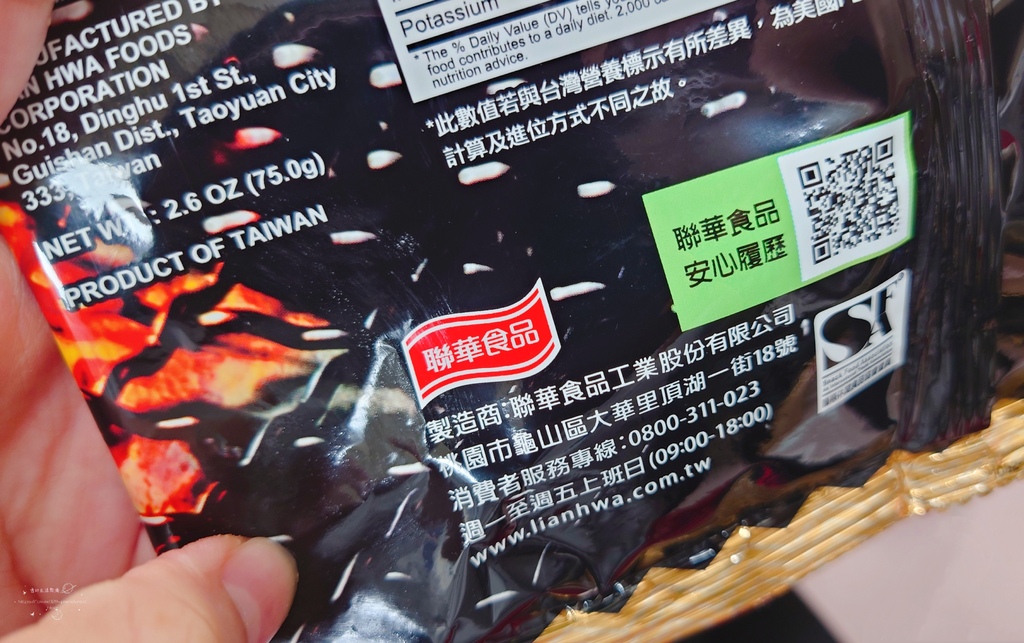 UFACTURED BY
AN HWA FOODS
CORPORATION
No.18, Dinghu 1st St.,
Guishan Dist., Taoyuan City
333, Taiwan
NET W: 2.6 OZ (75.0g)
PRODUCT OF TAIWAN
Potassium
* The % Daily Value (DV) tells
food contributes to a daily diet. 2,000
nutrition advice.
*此數值若與台灣營養標示有所差異，為美國
計算及進位方式不同之故。
聯華食品
安心履歷
聯華食品
SF
製造商：聯華食品工業股份有限公司
桃園市龜山區大華里頂湖一街18號
消費者服務專線：0800-311-023
週一至週五上班日(09:00-18:00)
www.lianhwa.com.tw